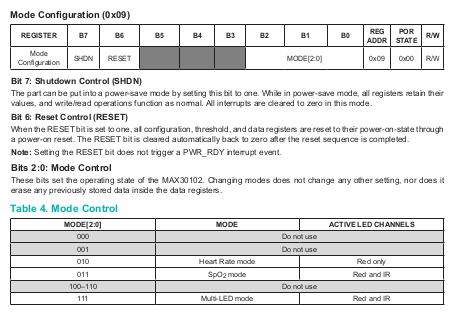 Mode Configuration (0x09)
REGISTER B7 B6 B5 B4 B3 B2 B1 B0 REG ADDR POR STATE R/W
Mode Configuration SHDN RESET MODE[2:0] 0x09 0x00 R/W
Bit 7: Shutdown Control (SHDN)
The part can be put into a power-save mode by setting this bit to one. While in power-save mode, all registers retain their
values, and write/read operations function as normal. All interrupts are cleared to zero in this mode.
Bit 6: Reset Control (RESET)
When the RESET bit is set to one, all configuration, threshold, and data registers are reset to their power-on-state through
a power-on reset. The RESET bit is cleared automatically back to zero after the reset sequence is completed.
Note: Setting the RESET bit does not trigger a PWR_RDY interrupt event.
Bits 2:0: Mode Control
These bits set the operating state of the MAX30102. Changing modes does not change any other setting, nor does it
erase any previously stored data inside the data registers.
Table 4. Mode Control
MODE[2:0] MODE ACTIVE LED CHANNELS
000 Do not use
001 Do not use
010 Heart Rate mode Red only
011 SpO2 mode Red and IR
100–110 Do not use
111 Multi-LED mode Red and IR